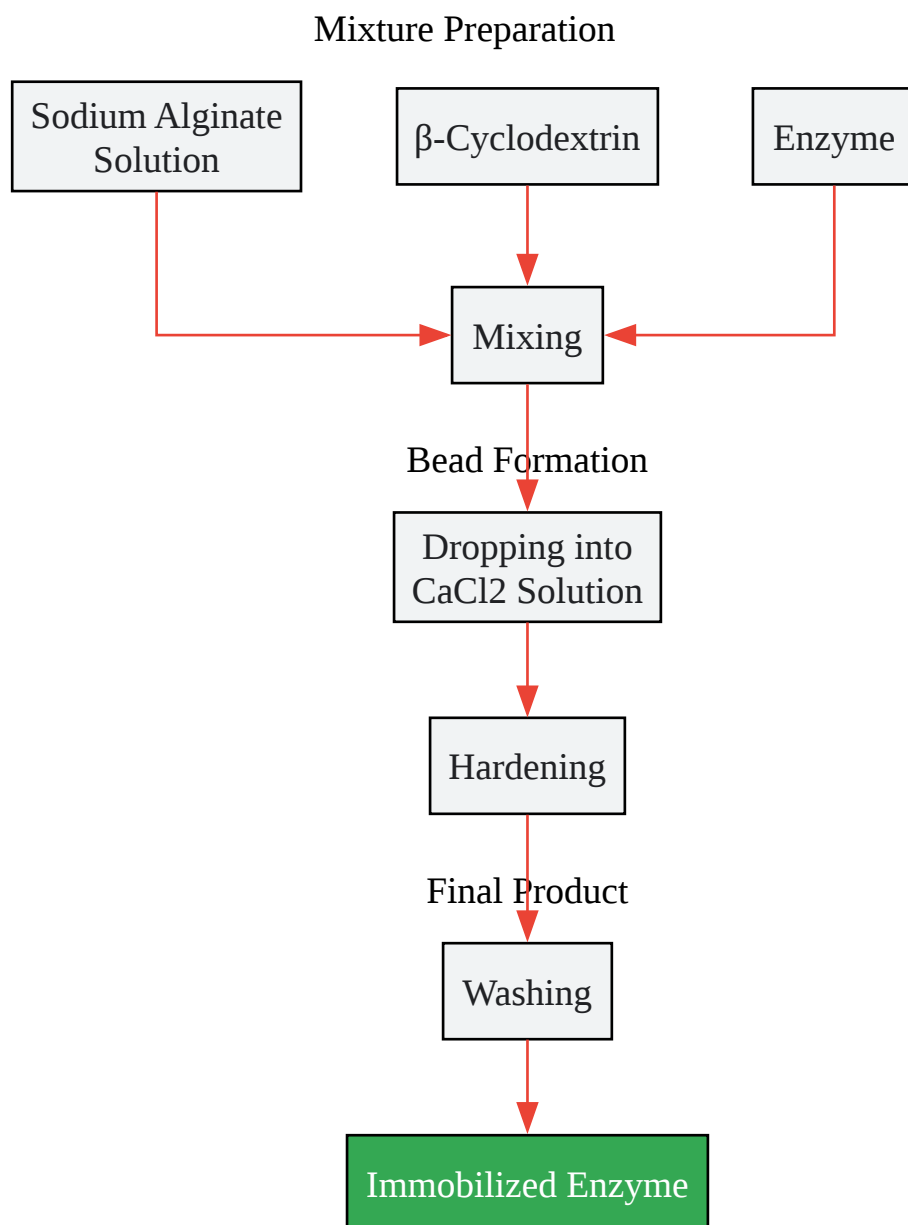 Mixture Preparation
Sodium Alginate
Solution
β-Cyclodextrin
Enzyme
Mixing
Bead Formation
Dropping into
CaCl2 Solution
Hardening
Final Product
Washing
Immobilized Enzyme